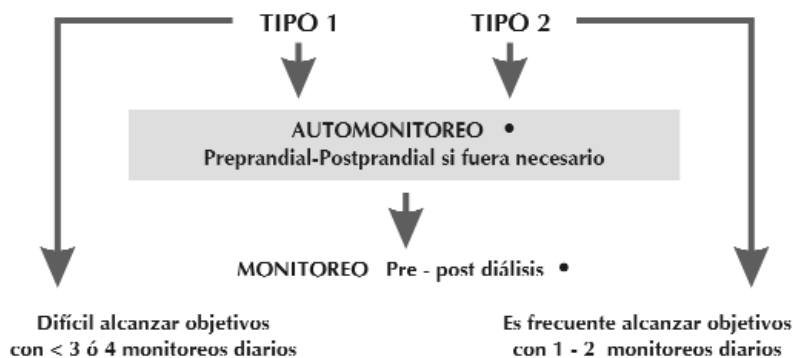 TIPO 1 TIPO 2
AUTOMONITOREO •
Preprandial-Postprandial si fuera necesario
MONITOREO Pre - post diálisis •
Difícil alcanzar objetivos
con < 3 ó 4 monitoreos diarios
Es frecuente alcanzar objetivos
con 1 - 2 monitoreos diarios